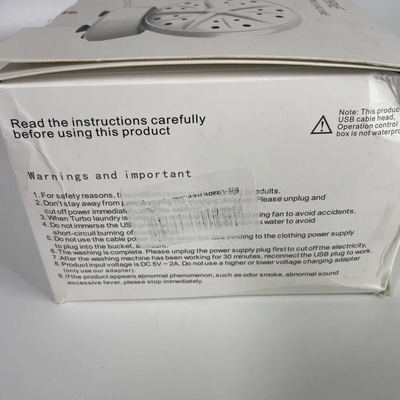 Read the instructions carefully
before using this product
Note: This produc
USB cable head,
Operation control
box is not waterpro
Warnings and important
1. For safety reasons, adults.
2. Don't stay away from Please unplug and
cut off power immediat
3. When Turbo laundry is ing fan to avoid accidents.
4. Do not immerse the US water to avoid
short-circuit burning of
5. Do not use the cable po to the clothing power supply
to plug into the bucket,
6. The washing is complete. Please unplug the power supply plug first to cut off the electricity,
7. After the washing machine has been working for 30 minutes, reconnect the USB plug to work.
8. Product input voltage is DC 5V - 2A. Do not use a higher or lower voltage charging adapter
(only use our adapter).
9. If the product appears abnormal phenomenon, such as odor smoke, abnormal sound
excessive fever, please stop immediately.